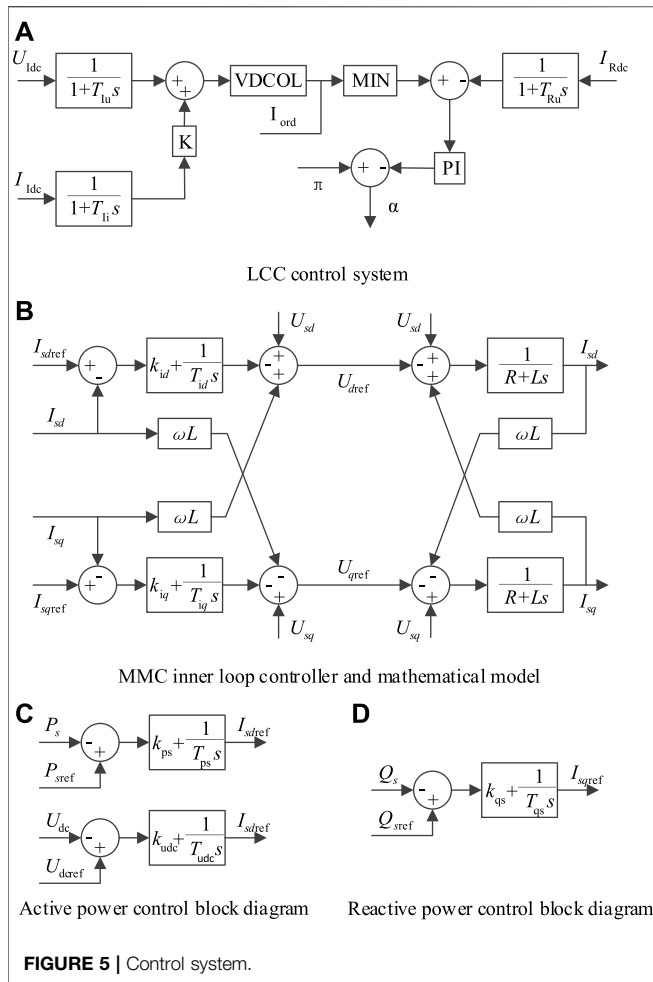 A
U_Idc
1
1+T_Iu s
+
+
VDCOL
MIN
+
-
1
1+T_Ru s
I_Rdc
I_ord
K
I_Idc
1
1+T_Ii s
π
+
-
PI
α
LCC control system
B
U_sd
U_sd
I_sdref
+
-
k_id + 1
T_id s
-
+
+
U_dref
-
+
+
1
R+Ls
I_sd
I_sd
ωL
ωL
ωL
ωL
I_sq
I_sqref
+
-
k_iq + 1
T_iq s
-
-
+
U_qref
-
-
+
1
R+Ls
I_sq
U_sq
U_sq
MMC inner loop controller and mathematical model
C
D
P_s
-
+
k_ps + 1
T_ps s
I_sdref
P_sref
Q_s
-
+
k_qs + 1
T_qs s
I_sqref
Q_sref
U_dc
-
+
k_udc + 1
T_udc s
I_sdref
U_dcref
Active power control block diagram
Reactive power control block diagram
FIGURE 5 | Control system.